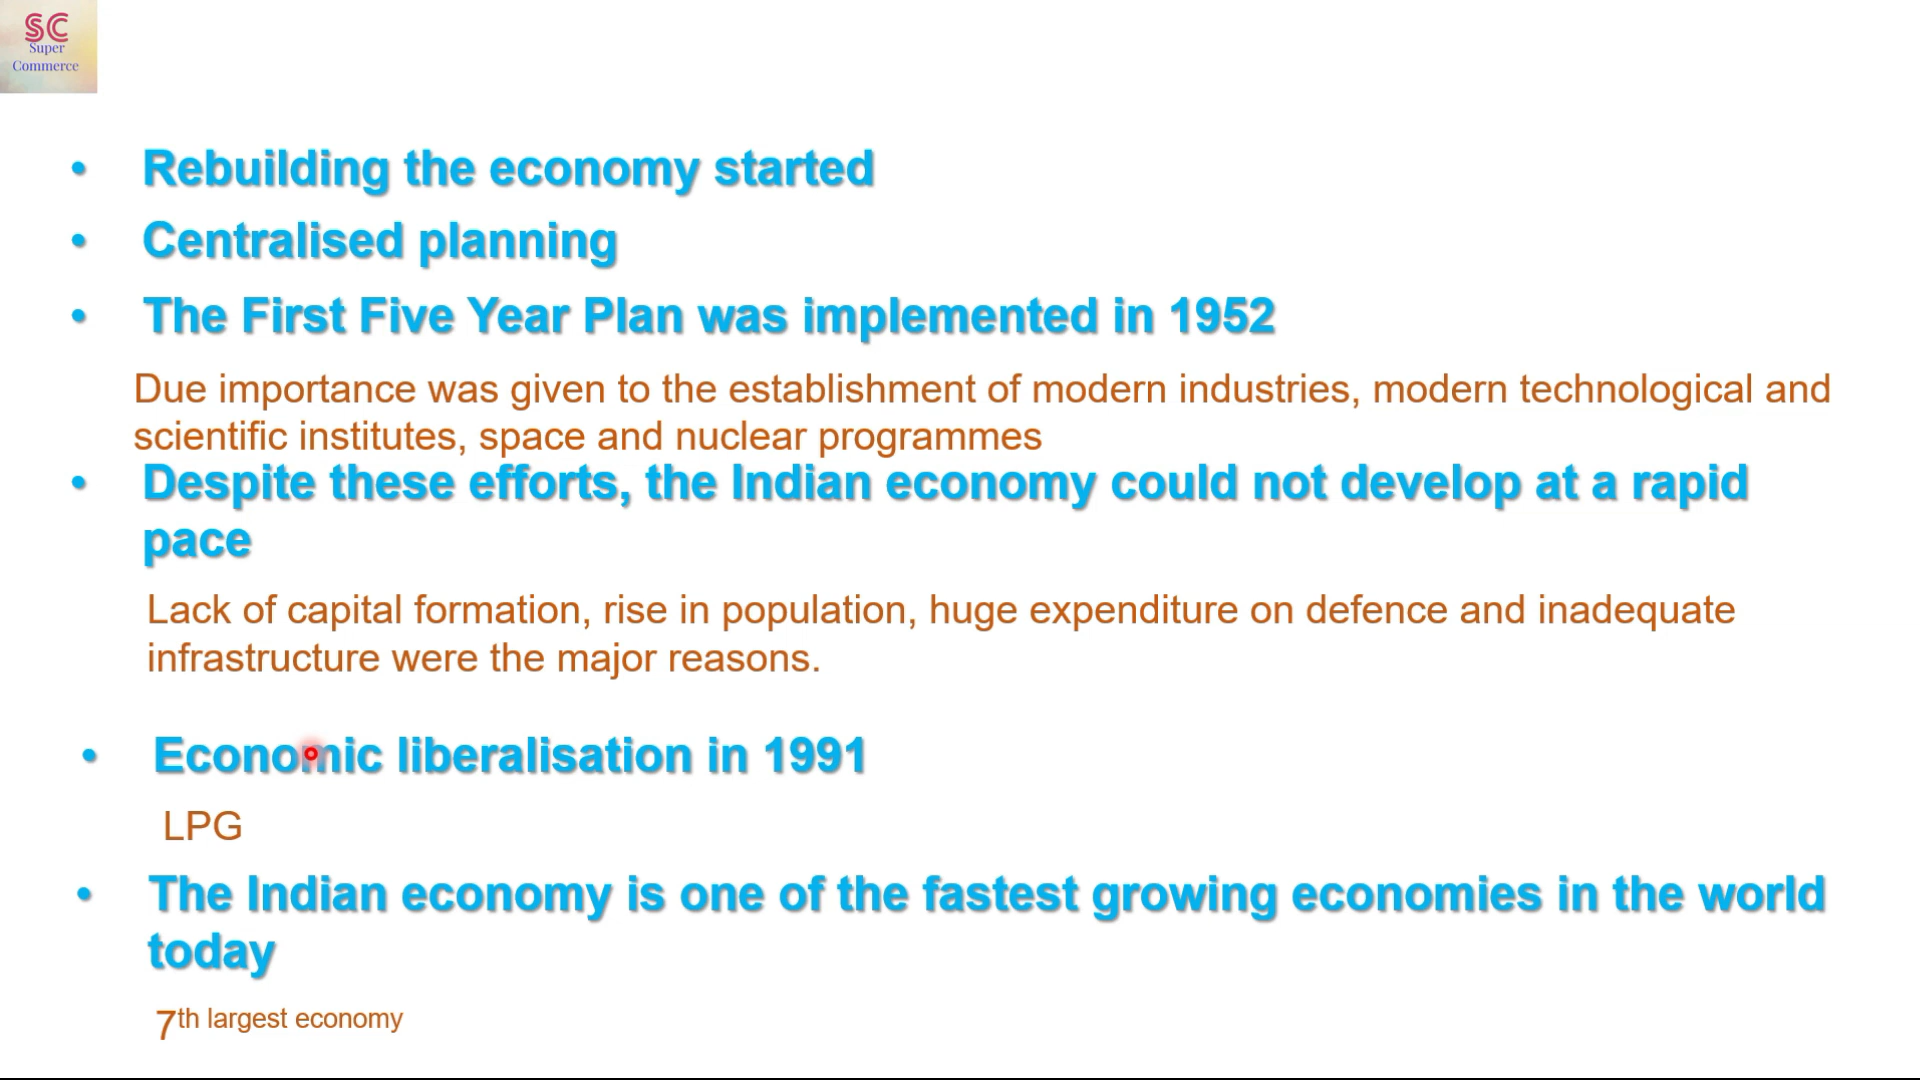 SC
Super
Commerce
• Rebuilding the economy started
• Centralised planning
• The First Five Year Plan was implemented in 1952
Due importance was given to the establishment of modern industries, modern technological and
scientific institutes, space and nuclear programmes
• Despite these efforts, the Indian economy could not develop at a rapid
pace
Lack of capital formation, rise in population, huge expenditure on defence and inadequate
infrastructure were the major reasons.
• Economic liberalisation in 1991
LPG
• The Indian economy is one of the fastest growing economies in the world
today
7th largest economy